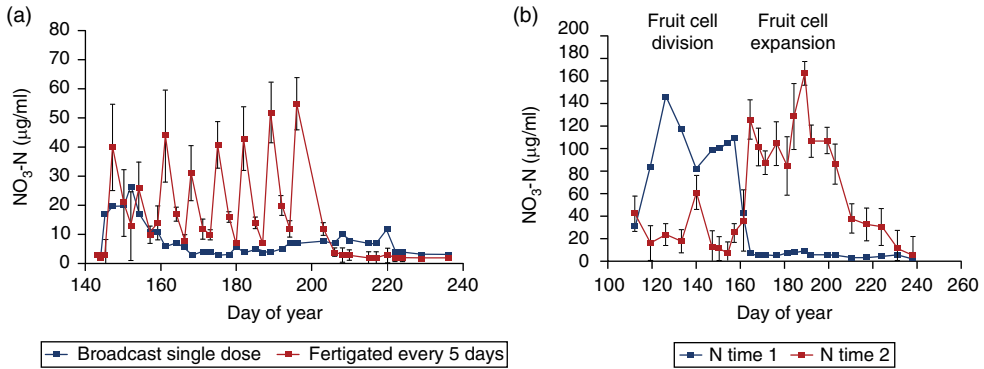 (a)
80
70
60
50
40
30
20
10
0
NO3-N (µg/ml)
140 160 180 200 220 240
Day of year
Broadcast single dose Fertigated every 5 days
(b)
Fruit cell division
Fruit cell expansion
200
180
160
140
120
100
80
60
40
20
0
NO3-N (µg/ml)
100 120 140 160 180 200 220 240 260
Day of year
N time 1 N time 2